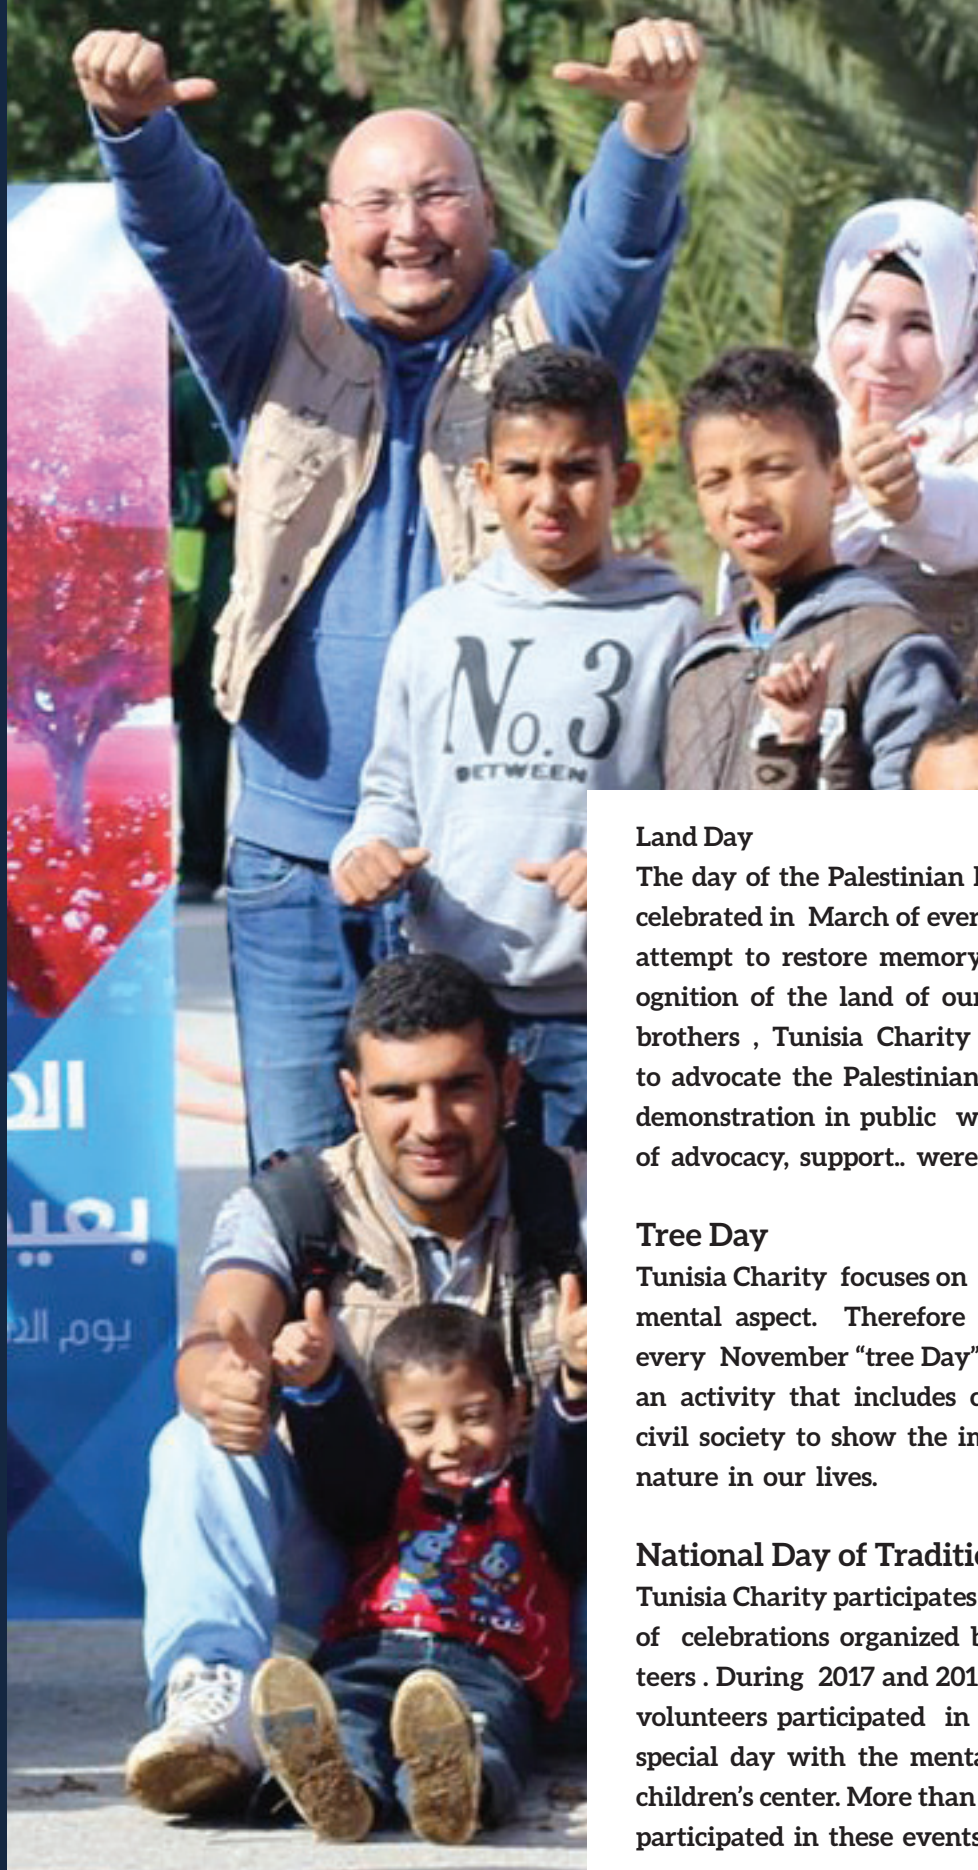 No. 3
BETWEEN
بعيد
يوم
Land Day
The day of the Palestinian
celebrated in March of ever
attempt to restore memory
ognition of the land of our
brothers , Tunisia Charity
to advocate the Palestinian
demonstration in public w
of advocacy, support.. were
Tree Day
Tunisia Charity focuses on
mental aspect. Therefore
every November “tree Day”
an activity that includes
civil society to show the in
nature in our lives.
National Day of Traditi
Tunisia Charity participates
of celebrations organized
teers . During 2017 and 201
volunteers participated in
special day with the menta
children’s center. More than
participated in these events